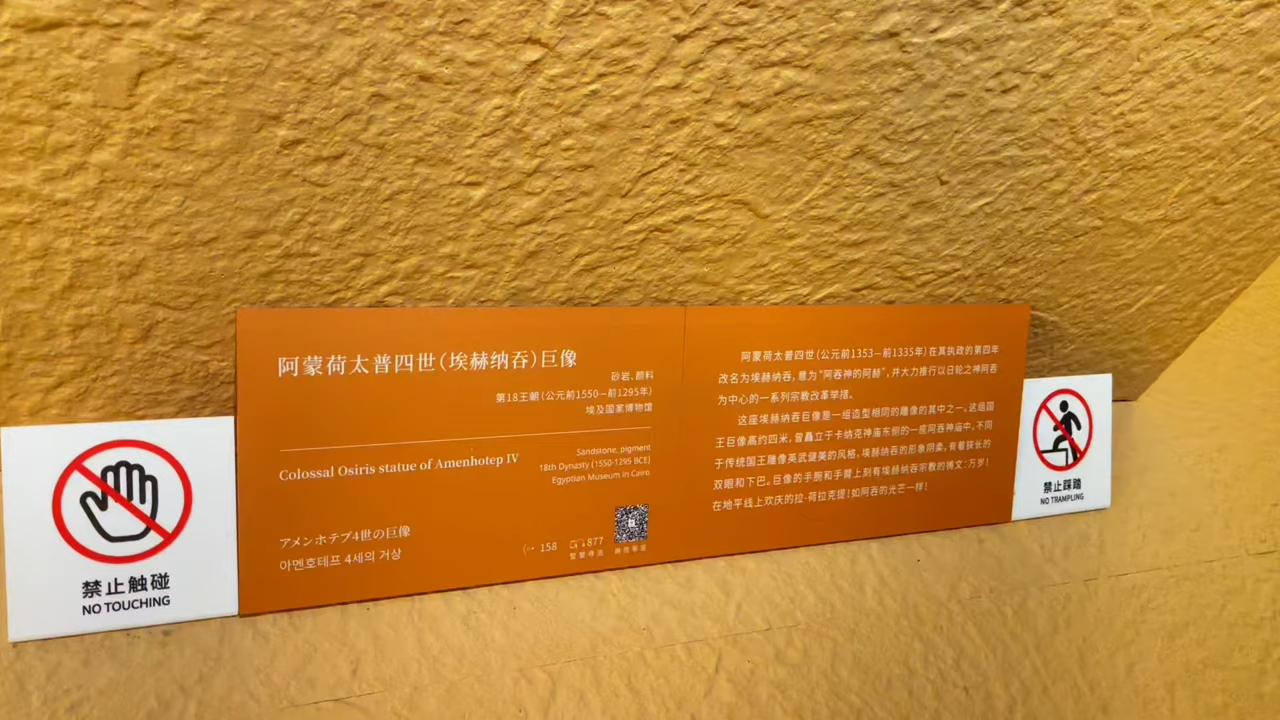 阿蒙荷太普四世（埃赫纳吞）巨像
砂岩、颜料
第18王朝（公元前1550—前1295年）
埃及国家博物馆
Colossal Osiris statue of Amenhotep IV
Sandstone, pigment
18th Dynasty (1550-1295 BCE)
Egyptian Museum in Cairo
アメンホテプ4世の巨像
아멘호테프 4세의 거상
158
877
智慧导览
阿蒙荷太普四世（公元前1353—前1335年）在其执政的第四年
改名为埃赫纳吞，意为“阿吞神的阿赫”，并大力推行以日轮之神阿吞
为中心的一系列宗教改革举措。
这座埃赫纳吞巨像是一组造型相同的雕像的其中之一。这组国
王巨像高约四米，曾矗立于卡纳克神庙东侧的一座阿吞神庙中。不同
于传统国王雕像英武健美的风格，埃赫纳吞的形象阴柔，有着狭长的
双眼和下巴。巨像的手腕和手臂上刻有埃赫纳吞宗教的铭文：万岁！
在地平线上欢庆的拉-荷拉克提！如阿吞的光芒一样！
禁止触碰
NO TOUCHING
禁止踩踏
NO TRAMPLING